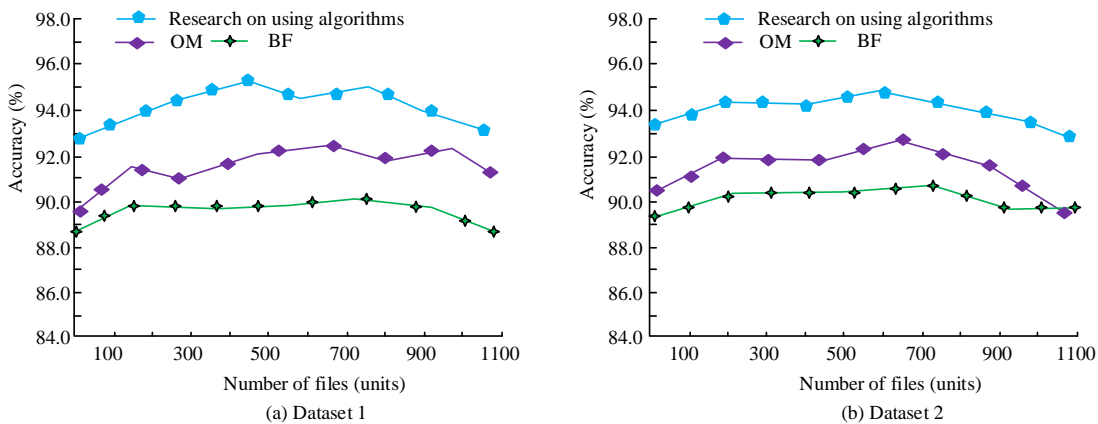 98.0
96.0
94.0
92.0
90.0
88.0
86.0
84.0
Accuracy (%)
Research on using algorithms
OM BF
100 300 500 700 900 1100
Number of files (units)
(a) Dataset 1
98.0
96.0
94.0
92.0
90.0
88.0
86.0
84.0
Accuracy (%)
Research on using algorithms
OM BF
100 300 500 700 900 1100
Number of files (units)
(b) Dataset 2